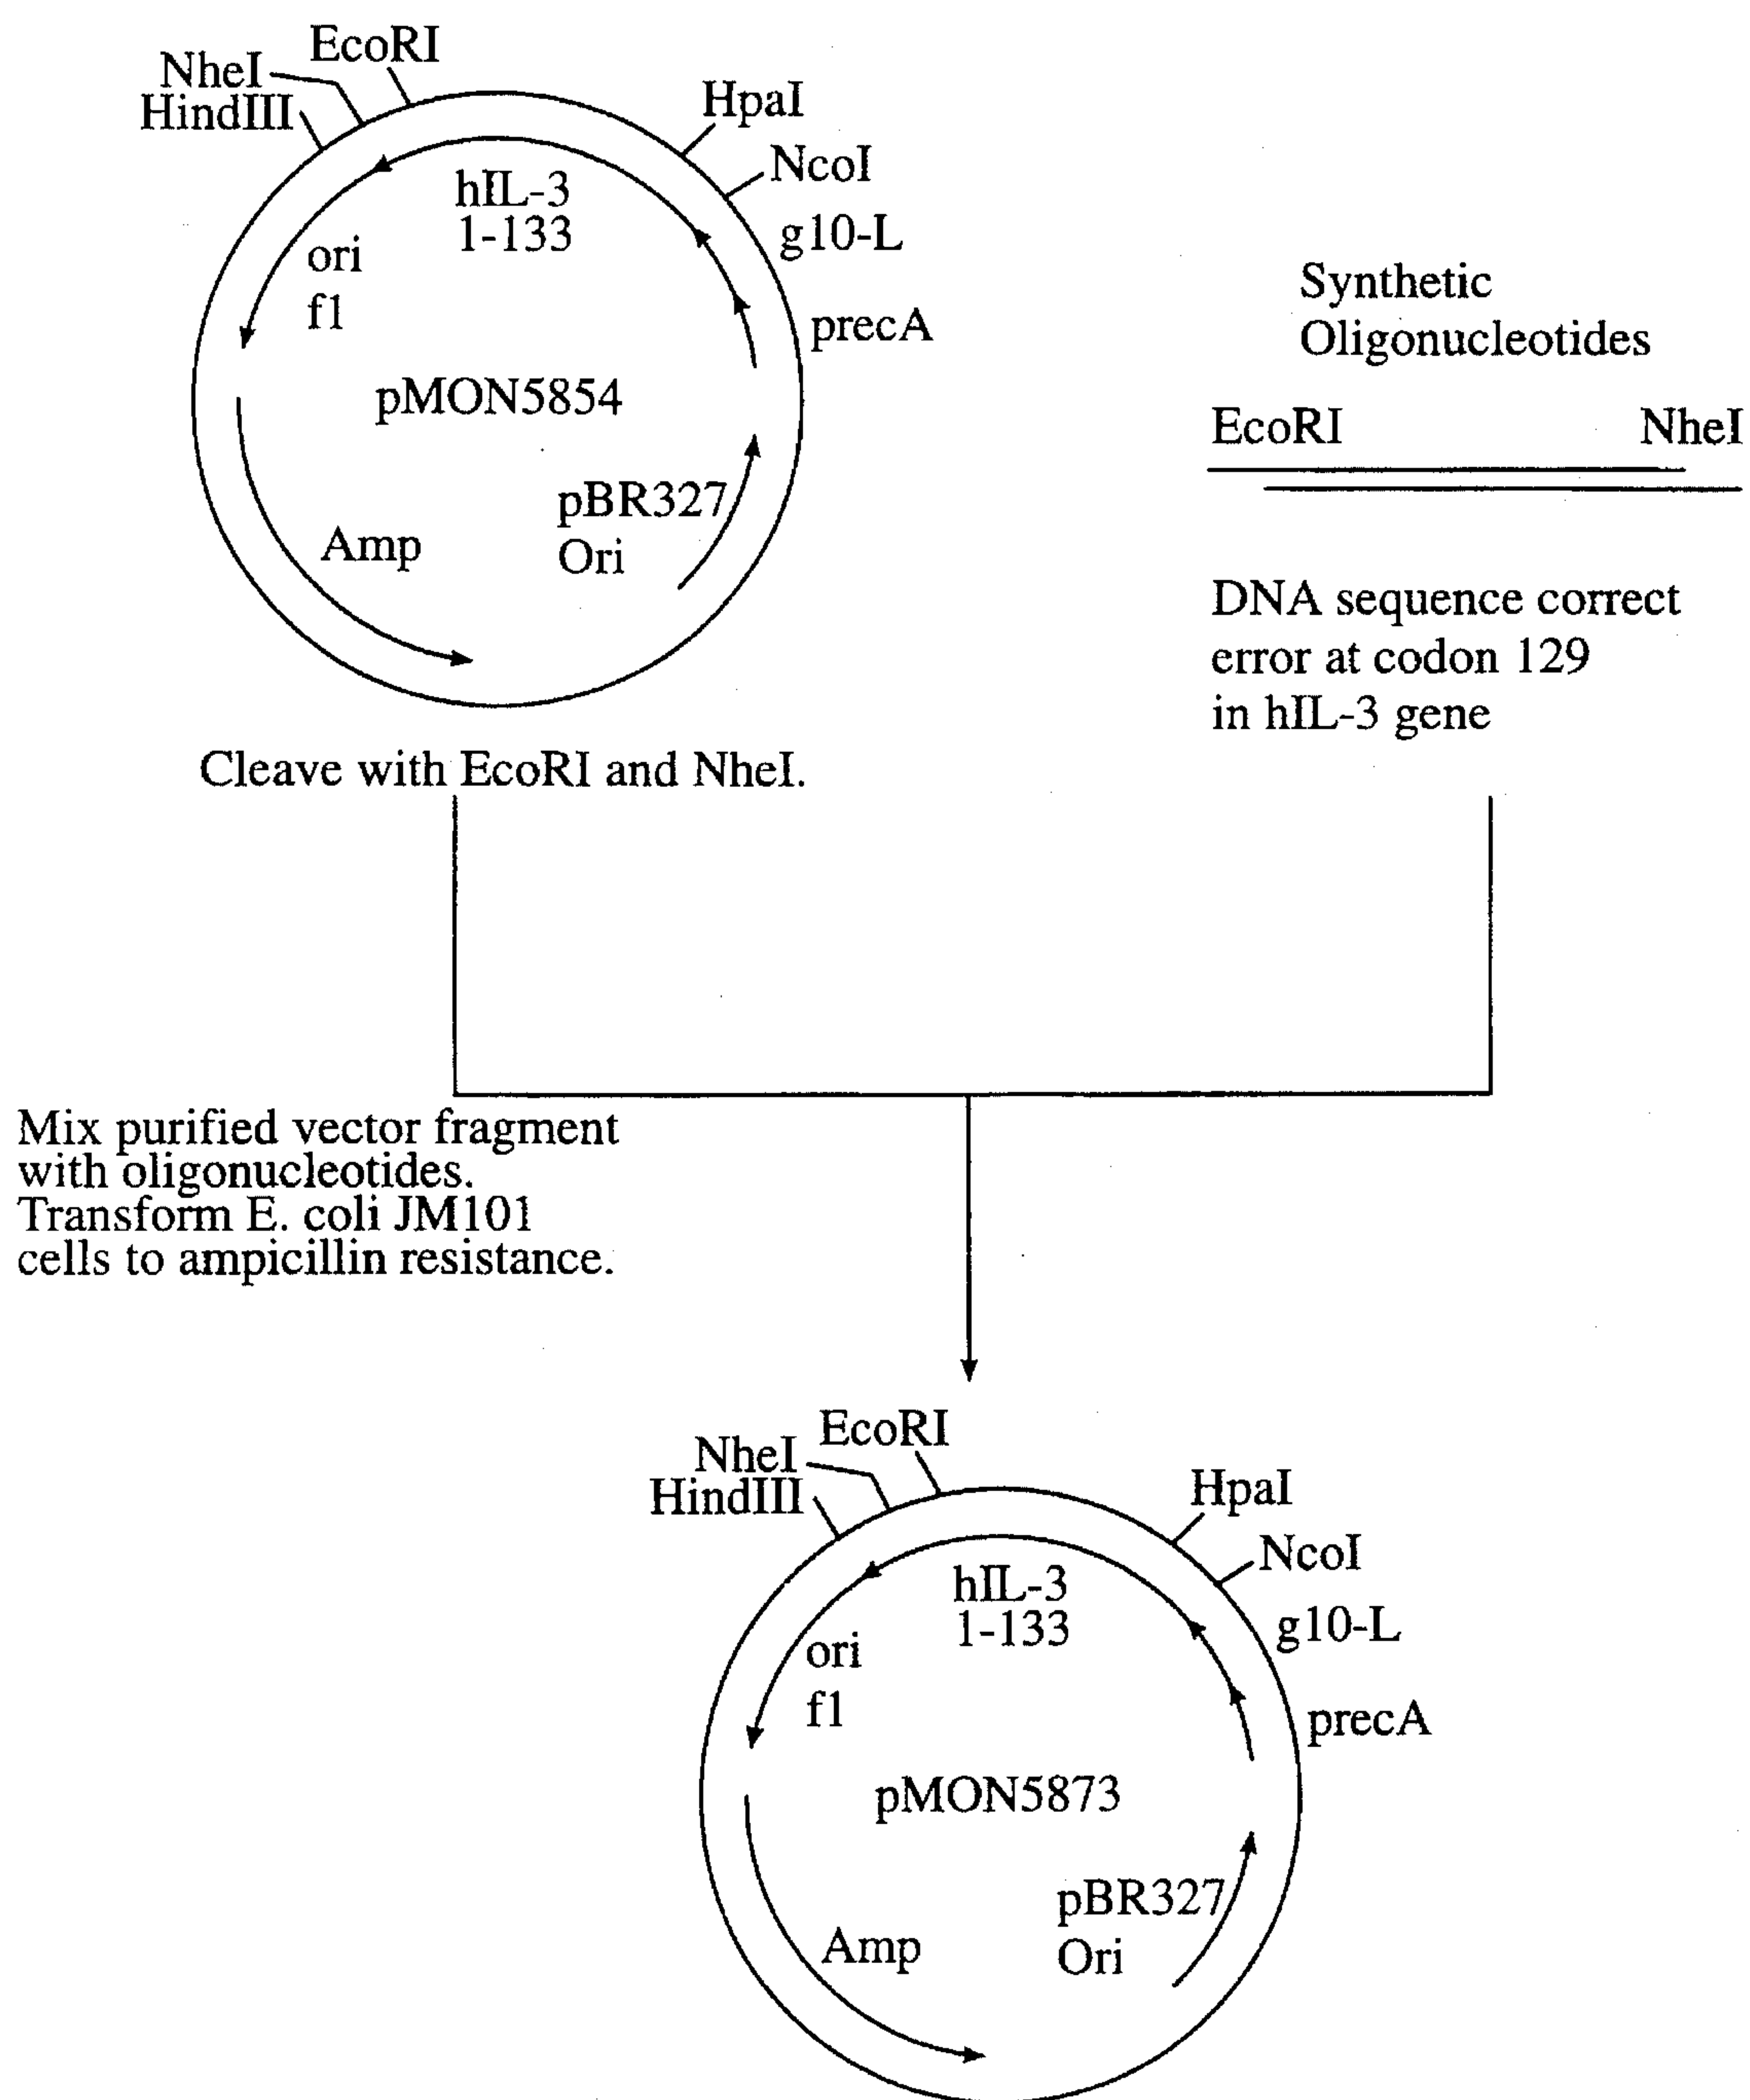 EcoRI
NheI
HindIII
HpaI
NcoI
hIL-3
1-133
g10-L
ori
f1
precA
pMON5854
pBR327
Ori
Amp
Synthetic
Oligonucleotides
EcoRI NheI
DNA sequence correct
error at codon 129
in hIL-3 gene
Cleave with EcoRI and NheI.
Mix purified vector fragment
with oligonucleotides.
Transform E. coli JM101
cells to ampicillin resistance.
EcoRI
NheI
HindIII
HpaI
NcoI
hIL-3
1-133
g10-L
ori
f1
precA
pMON5873
pBR327
Ori
Amp